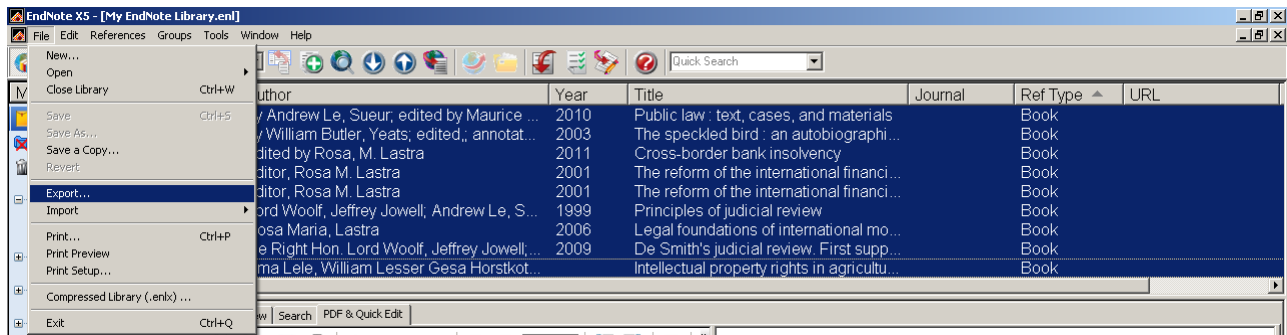 EndNote X5 - [My EndNote Library.enl]
File Edit References Groups Tools Window Help
New...
Open
Close Library Ctrl+W
Save Ctrl+S
Save As...
Save a Copy...
Revert
Export...
Import
Print... Ctrl+P
Print Preview
Print Setup...
Compressed Library (.enlx) ...
Exit Ctrl+Q
Quick Search
M uthor Year Title Journal Ref Type URL
y Andrew Le, Sueur; edited by Maurice ... 2010 Public law : text, cases, and materials Book
y William Butler, Yeats; edited,; annotat... 2003 The speckled bird : an autobiographi... Book
dited by Rosa, M. Lastra 2011 Cross-border bank insolvency Book
ditor, Rosa M. Lastra 2001 The reform of the international financi... Book
ditor, Rosa M. Lastra 2001 The reform of the international financi... Book
ord Woolf, Jeffrey Jowell; Andrew Le, S... 1999 Principles of judicial review Book
osa Maria, Lastra 2006 Legal foundations of international mo... Book
e Right Hon. Lord Woolf, Jeffrey Jowell;... 2009 De Smith's judicial review. First supp... Book
ma Lele, William Lesser Gesa Horstkot... Intellectual property rights in agricultu... Book
ew Search PDF & Quick Edit